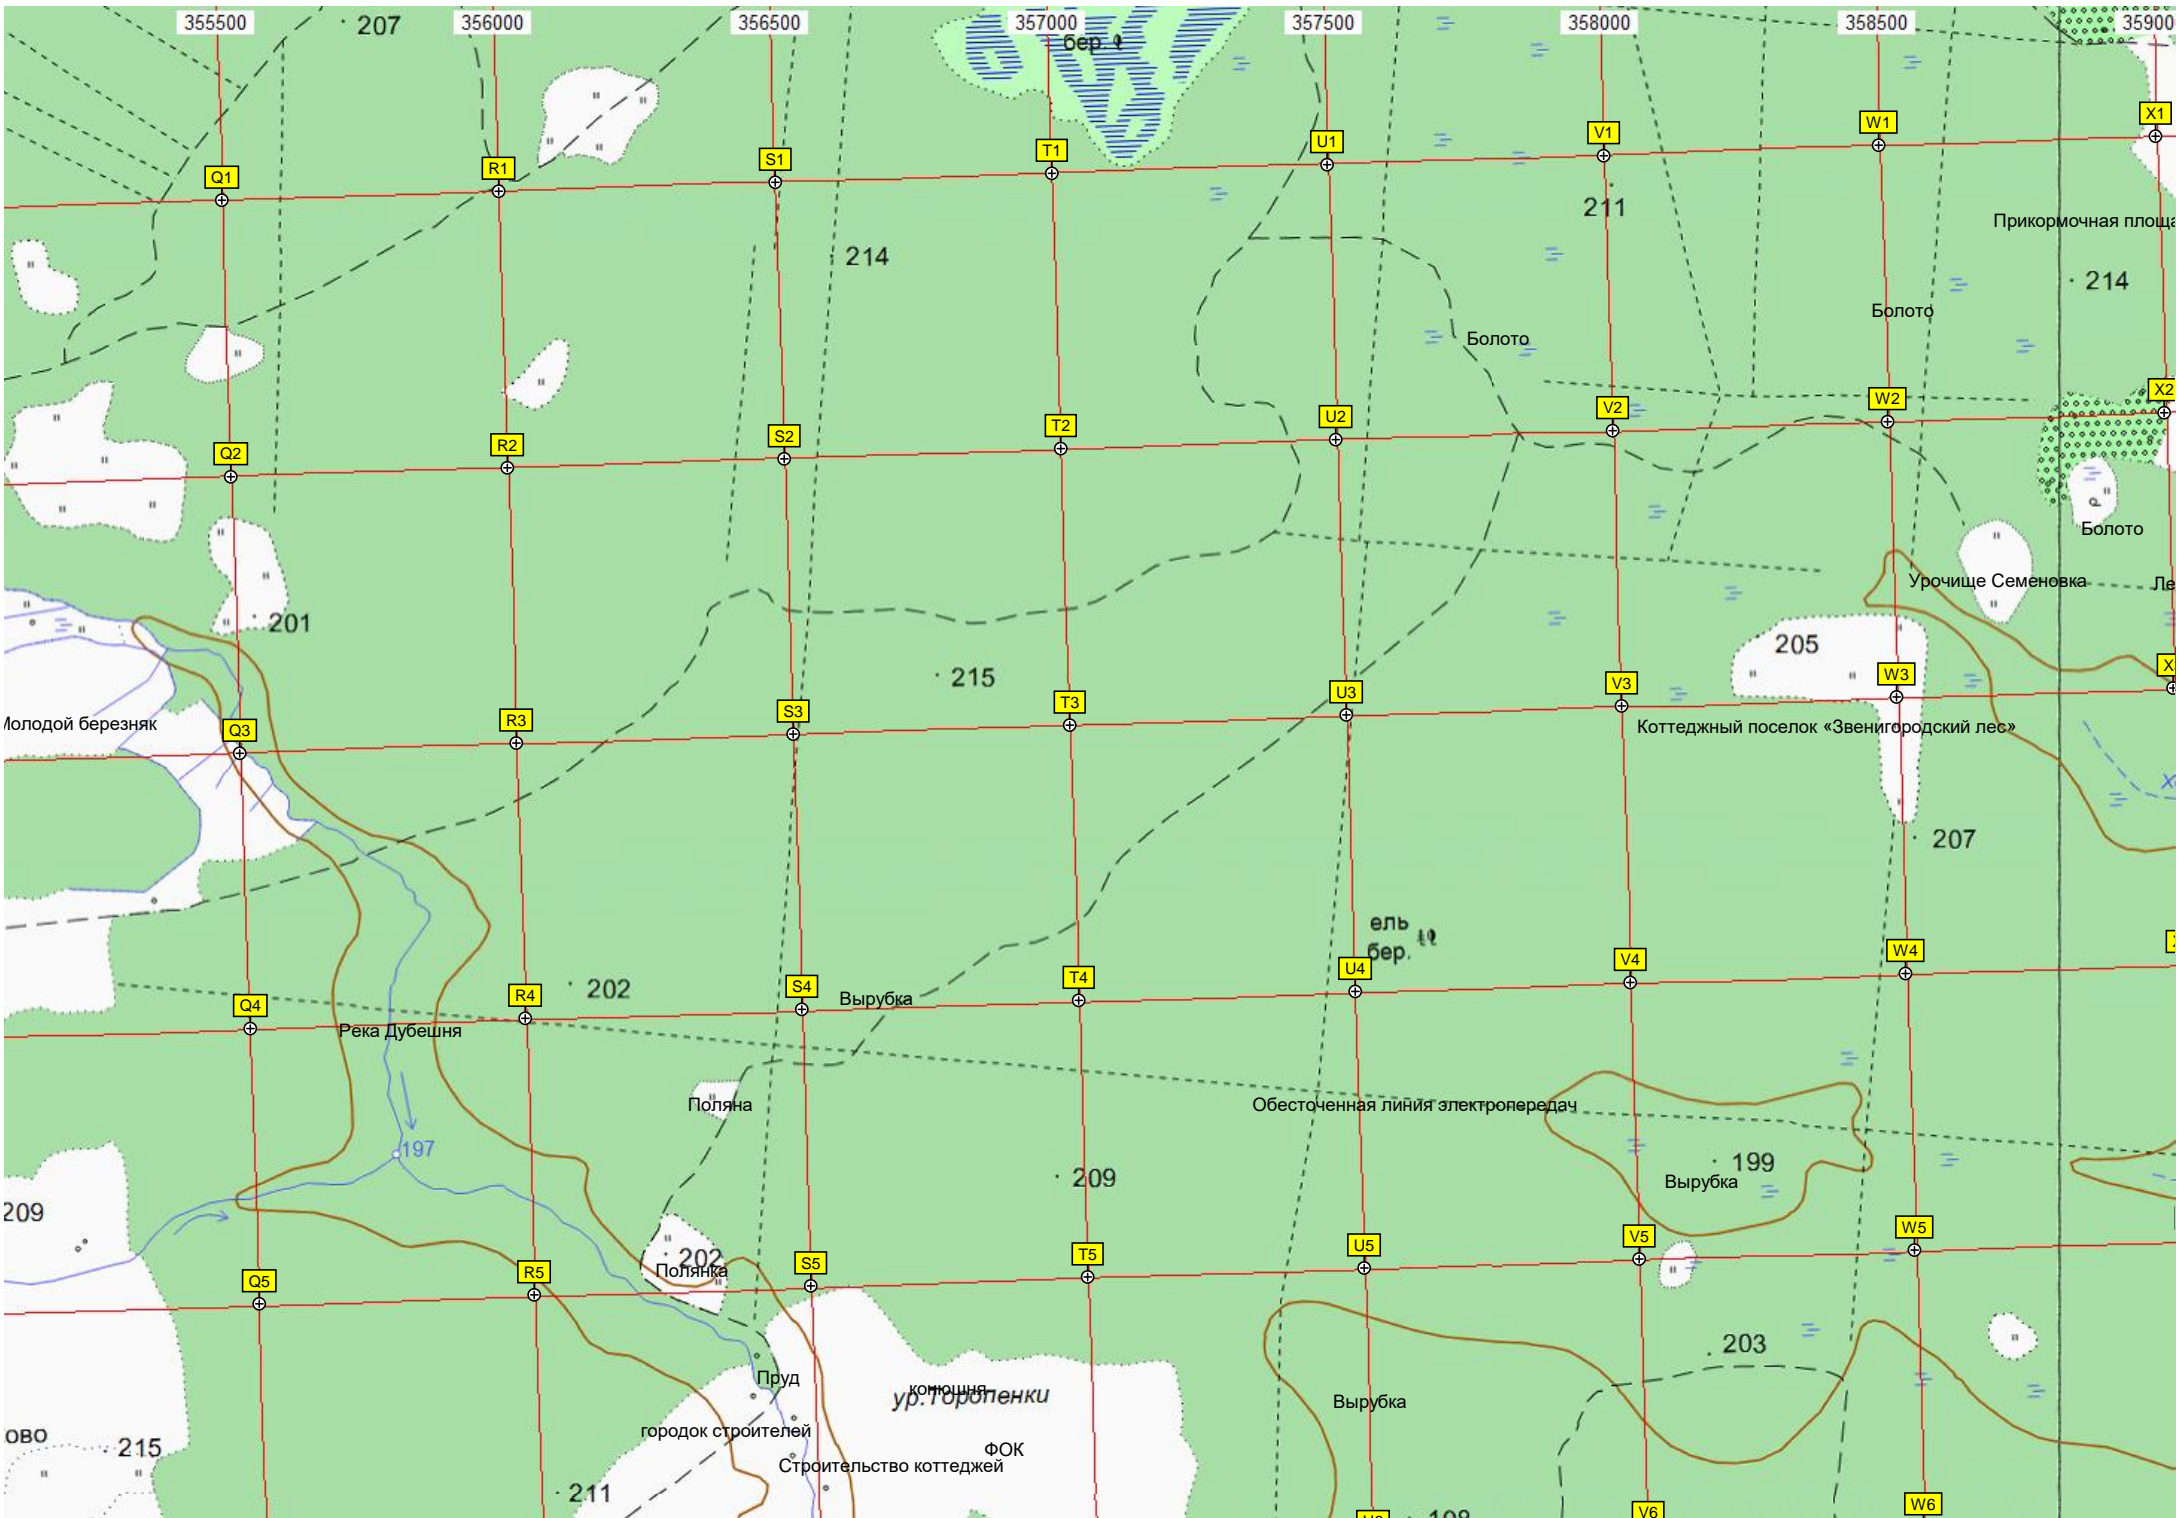 355500 356000 356500 357000 357500 358000 358500 35900
207
бер.
Q1 R1 S1 T1 U1 V1 W1 X1
211
Прикормочная площа
214
214
Болото
Болото
Q2 R2 S2 T2 U2 V2 W2 X2
Болото
Урочище Семеновка
Ле
201
205
215
Q3 R3 S3 T3 U3 V3 W3 X
Молодой березняк
Коттеджный поселок «Звенигородский лес»
Х
207
ель
бер.
202
Q4 R4 S4 T4 U4 V4 W4
Вырубка
Река Дубешня
Поляна
Обесточенная линия электропередач
197
199
209
Вырубка
209
202
Полянка
Q5 R5 S5 T5 U5 V5 W5
203
Пруд
конюшня
ур.Торопенки
Вырубка
городок строителей
ово
215
ФОК
Строительство коттеджей
211
U6 V6 W6
198